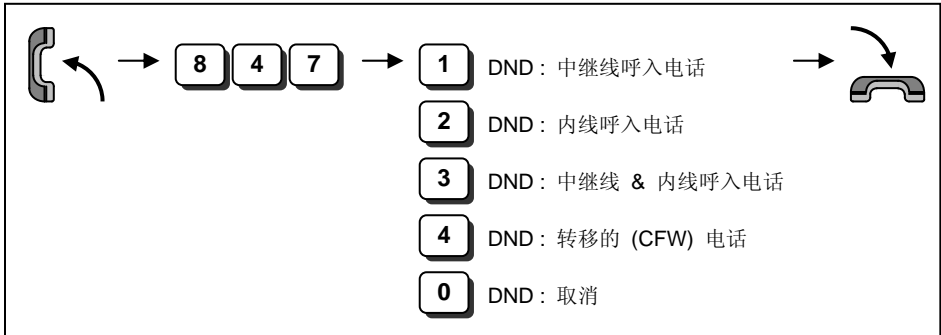 8 4 7 1 DND : 中继线呼入电话
2 DND : 内线呼入电话
3 DND : 中继线 & 内线呼入电话
4 DND : 转移的 (CFW) 电话
0 DND : 取消